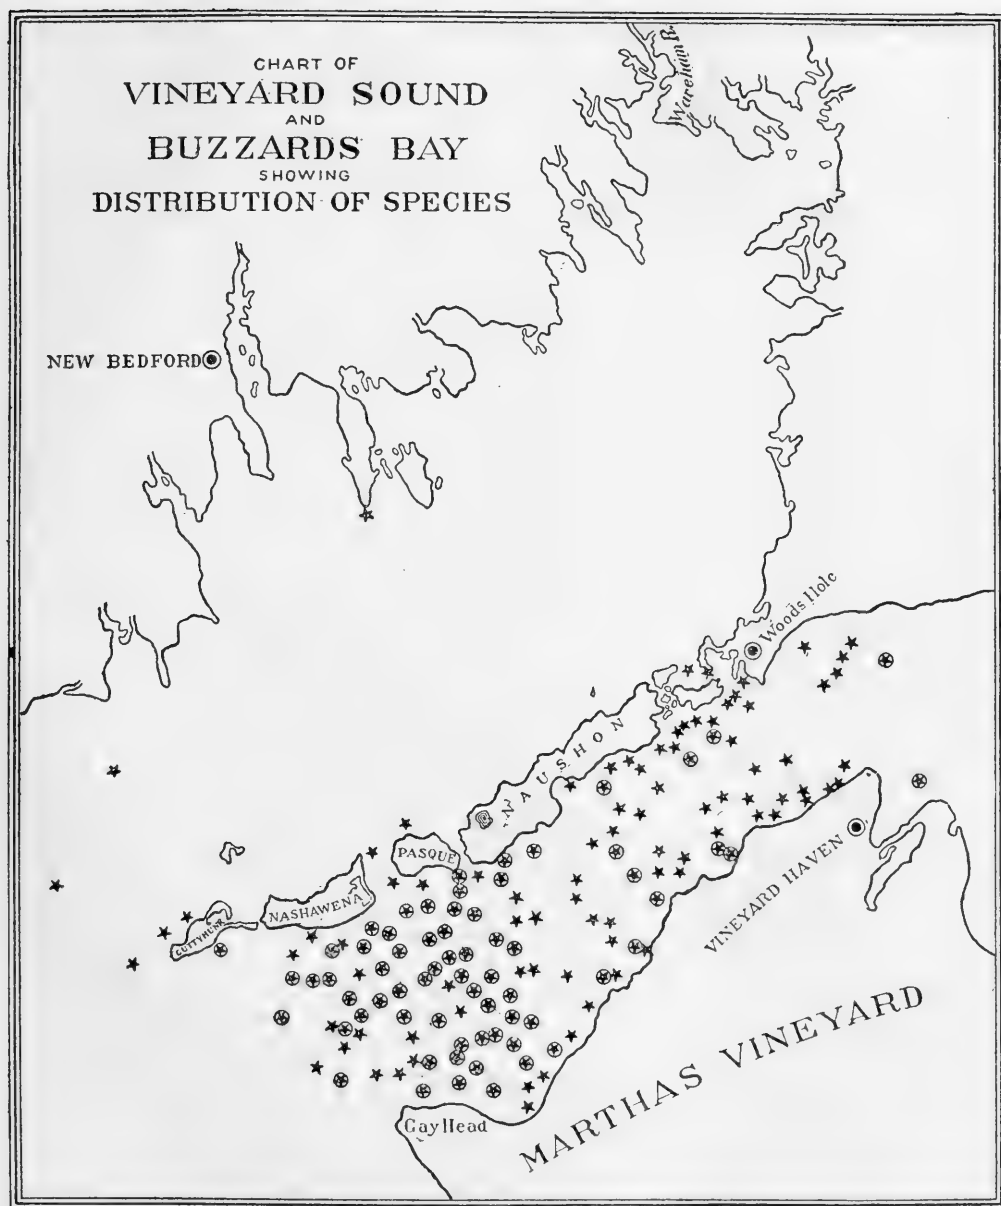 CHART OF
VINEYARD SOUND
AND
BUZZARDS BAY
SHOWING
DISTRIBUTION OF SPECIES
Wareham R.
NEW BEDFORD
Woods Hole
NAUSHON
PASQUE
NASHAWENA
CUTTYHUNK
VINEYARD HAVEN
MARTHAS VINEYARD
Gay Head